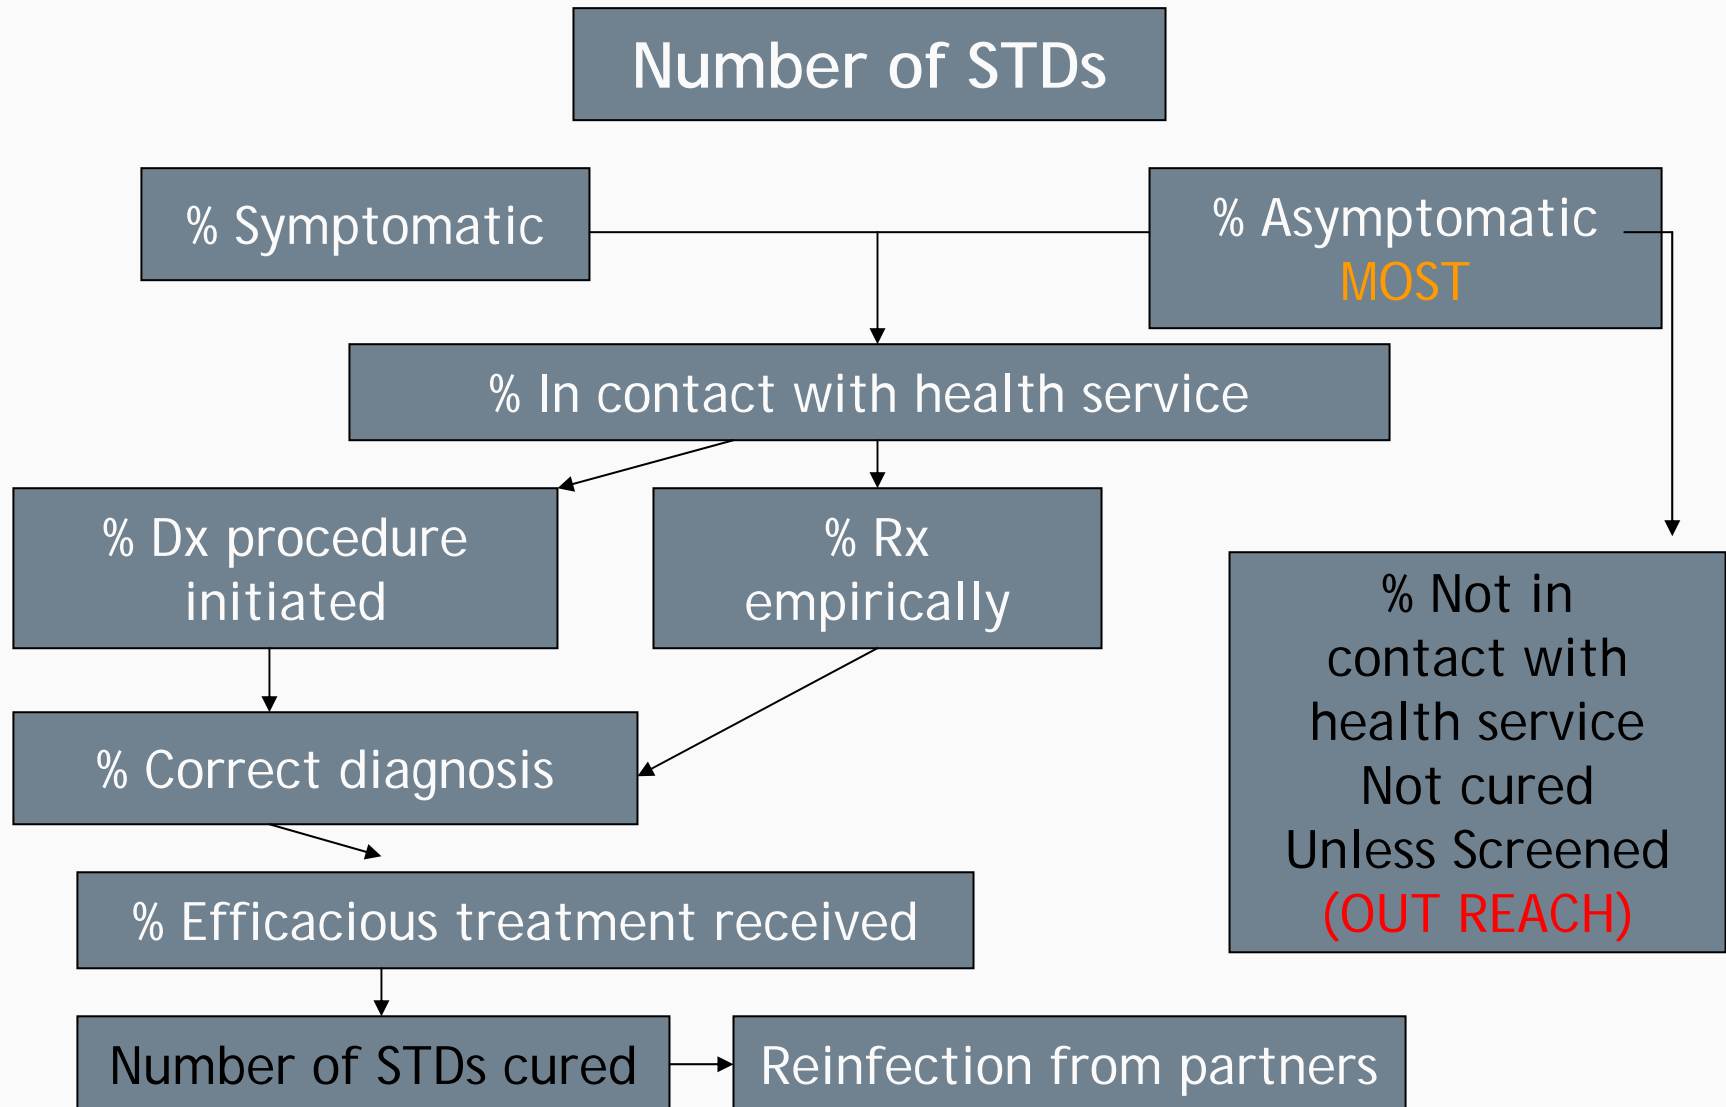 Number of STDs
% Symptomatic
% Asymptomatic
MOST
% In contact with health service
% Dx procedure
initiated
% Rx
empirically
% Not in
contact with
health service
Not cured
Unless Screened
(OUT REACH)
% Correct diagnosis
% Efficacious treatment received
Number of STDs cured
Reinfection from partners